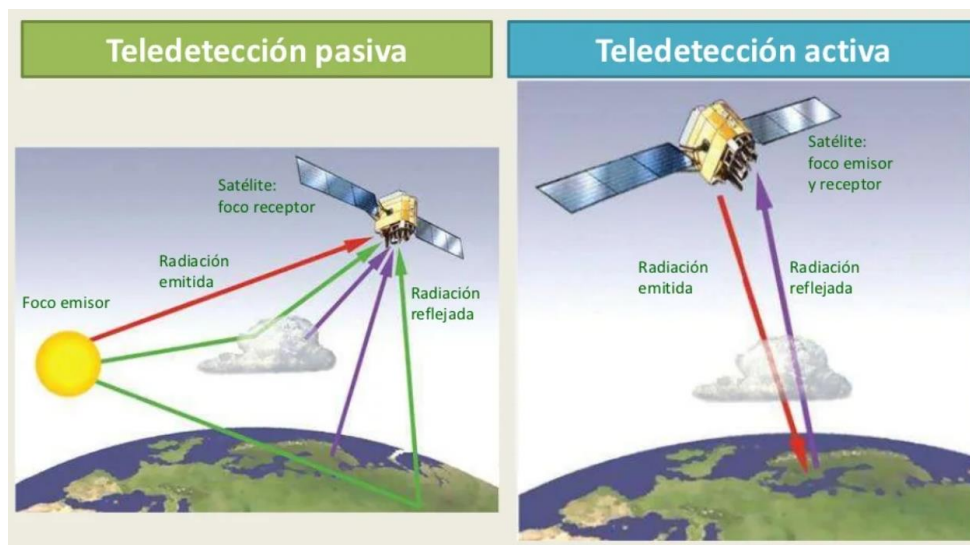 Teledetección pasiva
Satélite:
foco receptor
Radiación
emitida
Foco emisor
Radiación
reflejada
Teledetección activa
Satélite:
foco emisor
y receptor
Radiación
emitida
Radiación
reflejada